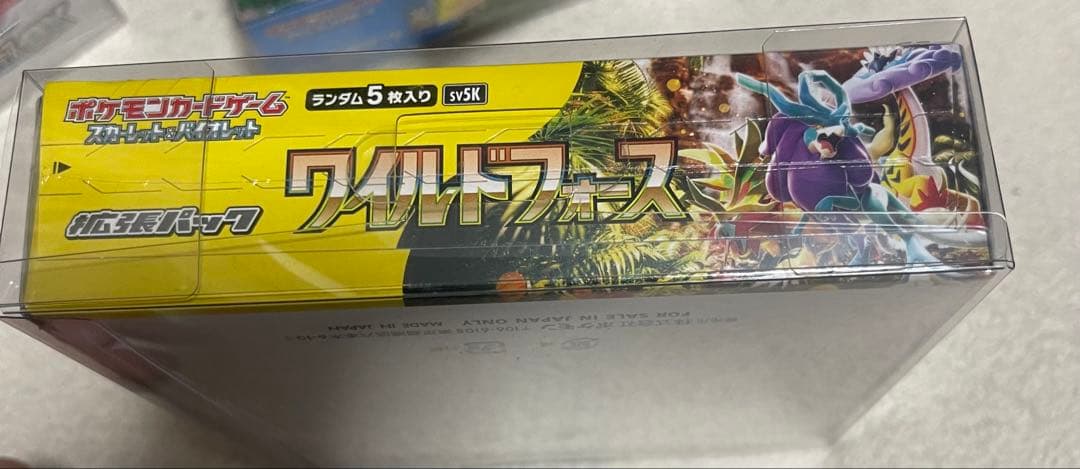 ポケモンカードゲーム
スカーレット&バイオレット
ランダム5枚入り SV5K
ワイルドフォース
拡張パック
FOR SALE IN JAPAN ONLY MADE IN JAPAN